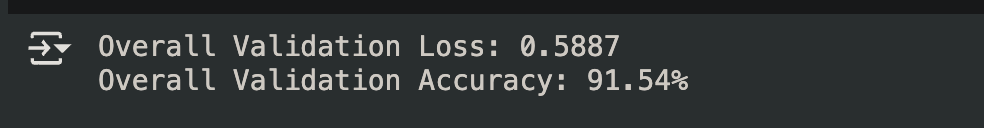 Overall Validation Loss: 0.5887
Overall Validation Accuracy: 91.54%